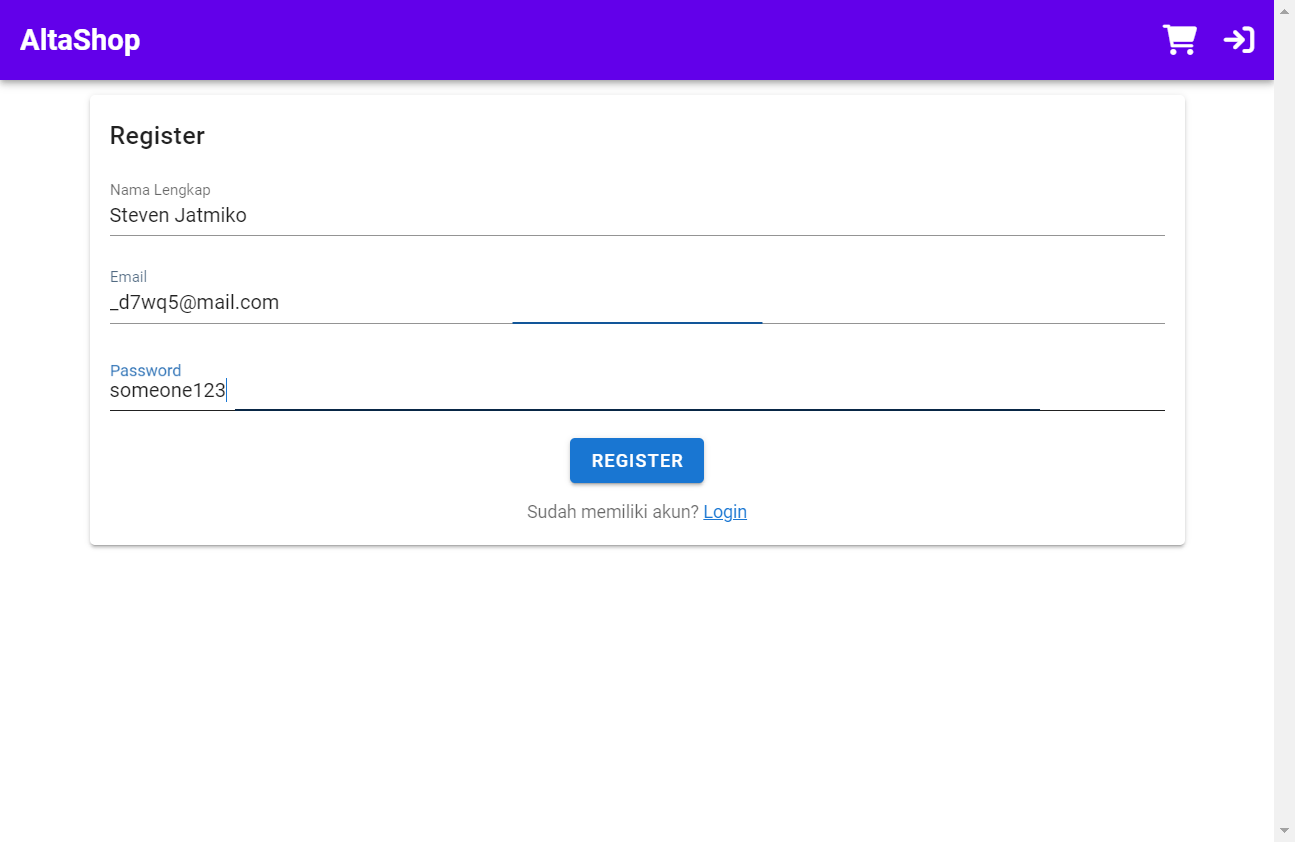 AltaShop
Register
Nama Lengkap
Steven Jatmiko
Email
_d7wq5@mail.com
Password
someone123
REGISTER
Sudah memiliki akun? Login